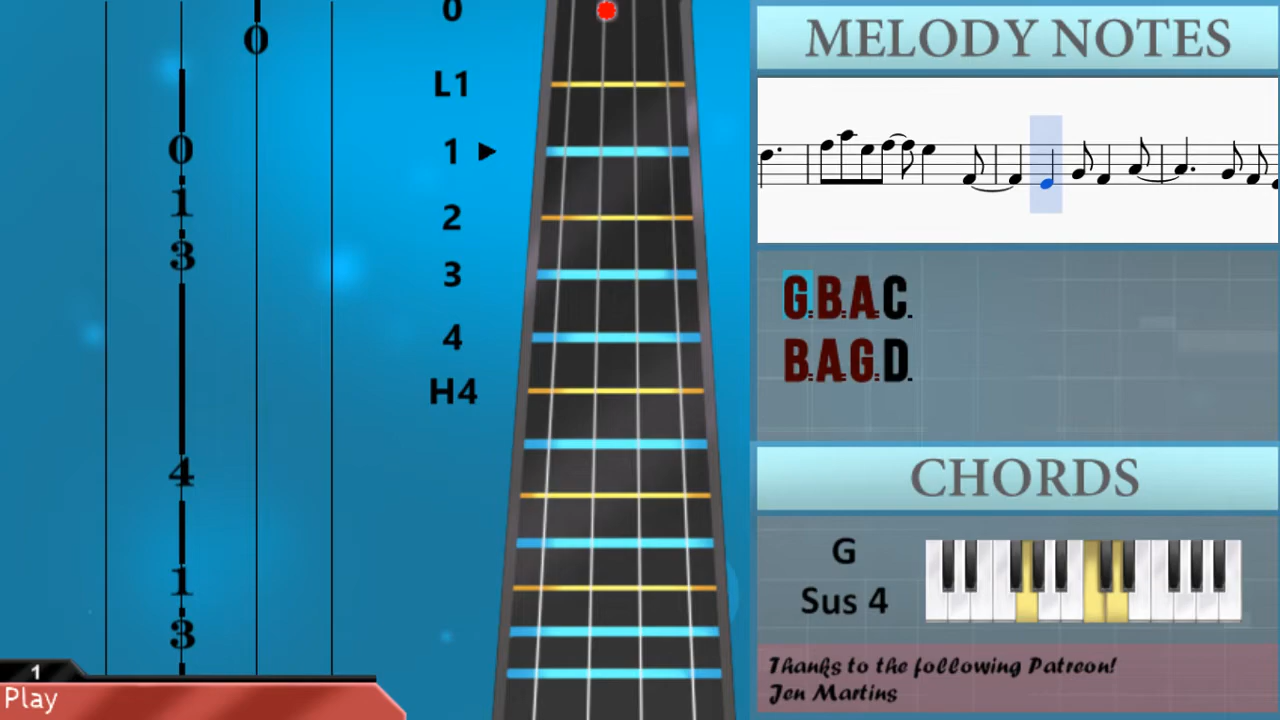 0
0
1
3
4
1
3
1
Play
0
L1
1
2
3
4
H4
MELODY NOTES
G. B. A. C.
B. A. G. D.
CHORDS
G
Sus 4
Thanks to the following Patreon!
Jen Martins